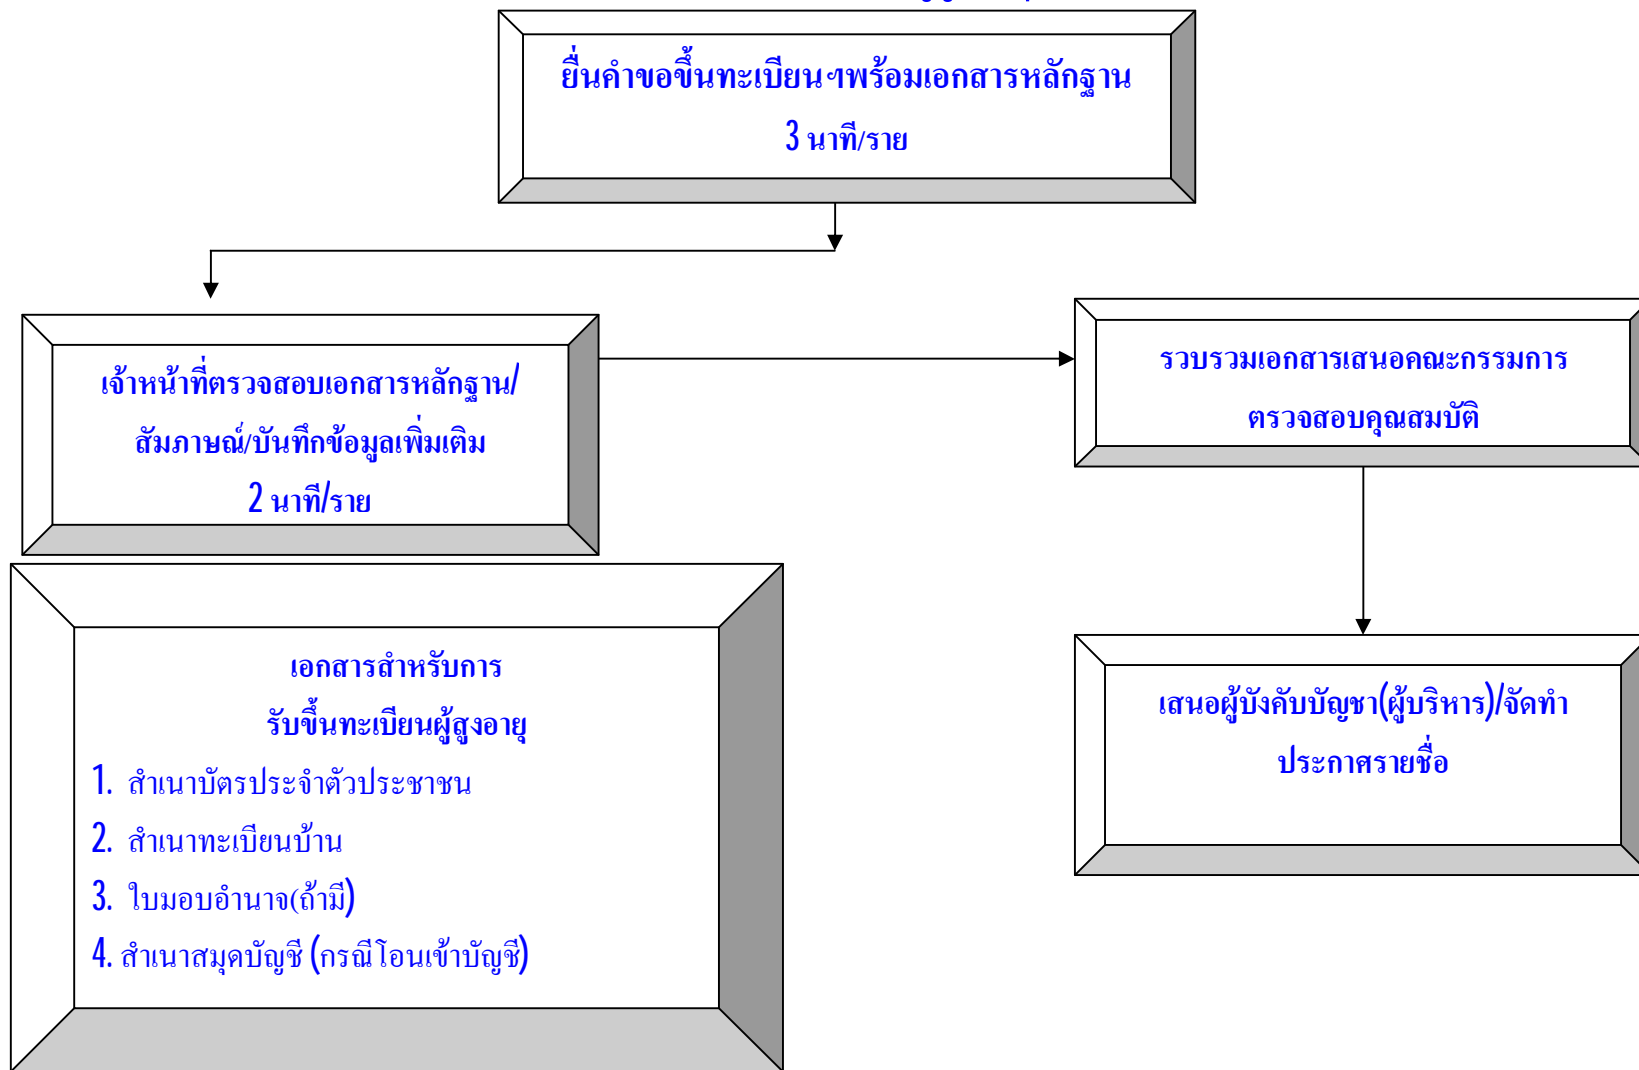 ยื่นคำขอขึ้นทะเบียนฯพร้อมเอกสารหลักฐาน
3 นาที/ราย
เจ้าหน้าที่ตรวจสอบเอกสารหลักฐาน/
สัมภาษณ์/บันทึกข้อมูลเพิ่มเติม
2 นาที/ราย
รวบรวมเอกสารเสนอคณะกรรมการ
ตรวจสอบคุณสมบัติ
เสนอผู้บังคับบัญชา(ผู้บริหาร)/จัดทำ
ประกาศรายชื่อ
เอกสารสำหรับการ
รับขึ้นทะเบียนผู้สูงอายุ
1. สำเนาบัตรประจำตัวประชาชน
2. สำเนาทะเบียนบ้าน
3. ใบมอบอำนาจ(ถ้ามี)
4. สำเนาสมุดบัญชี (กรณีโอนเข้าบัญชี)